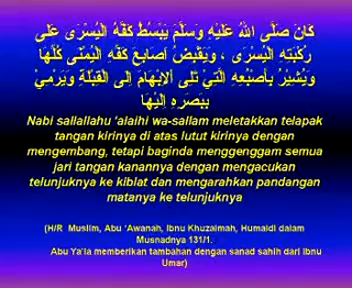 كَانَ صَلَّى اللهُ عَلَيْهِ وَسَلَّمَ يَبْسُطُ كَفَّهُ الْيُسْرَى عَلَى
رُكْبَتِهِ الْيُسْرَى ، وَيَقْبِضُ أَصَابِعَ كَفِّهِ الْيُمْنَى كُلَّهَا
وَيُشِيْرُ بِأُصْبُعِهِ الَّتِيْ تَلِى اْلاِبْهَامَ إِلَى الْقِبْلَةِ وَيَرْمِيْ
بِبَصَرِهِ إِلَيْهَا
Nabi sallallahu 'alaihi wa-sallam meletakkan telapak
tangan kirinya di atas lutut kirinya dengan
mengembang, tetapi baginda menggenggam semua
jari tangan kanannya dengan mengacukan
telunjuknya ke kiblat dan mengarahkan pandangan
matanya ke telunjuknya
(H/R Muslim, Abu 'Awanah, Ibnu Khuzaimah, Humaidi dalam
Musnadnya 131/1.
Abu Ya'la memberikan tambahan dengan sanad sahih dari Ibnu
Umar)